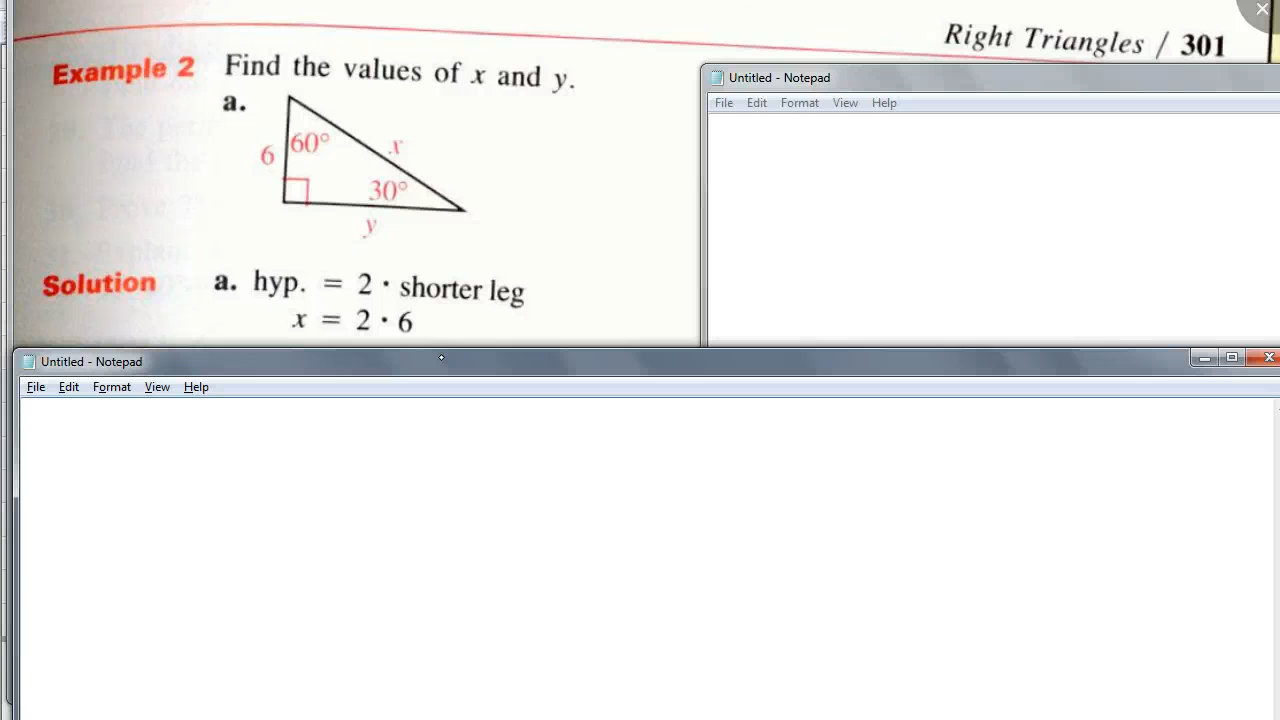 Right Triangles / 301
Example 2 Find the values of x and y.
a.
60°
6
x
30°
y
Solution a. hyp. = 2 · shorter leg
x = 2 · 6
Untitled - Notepad
File Edit Format View Help
Untitled - Notepad
File Edit Format View Help